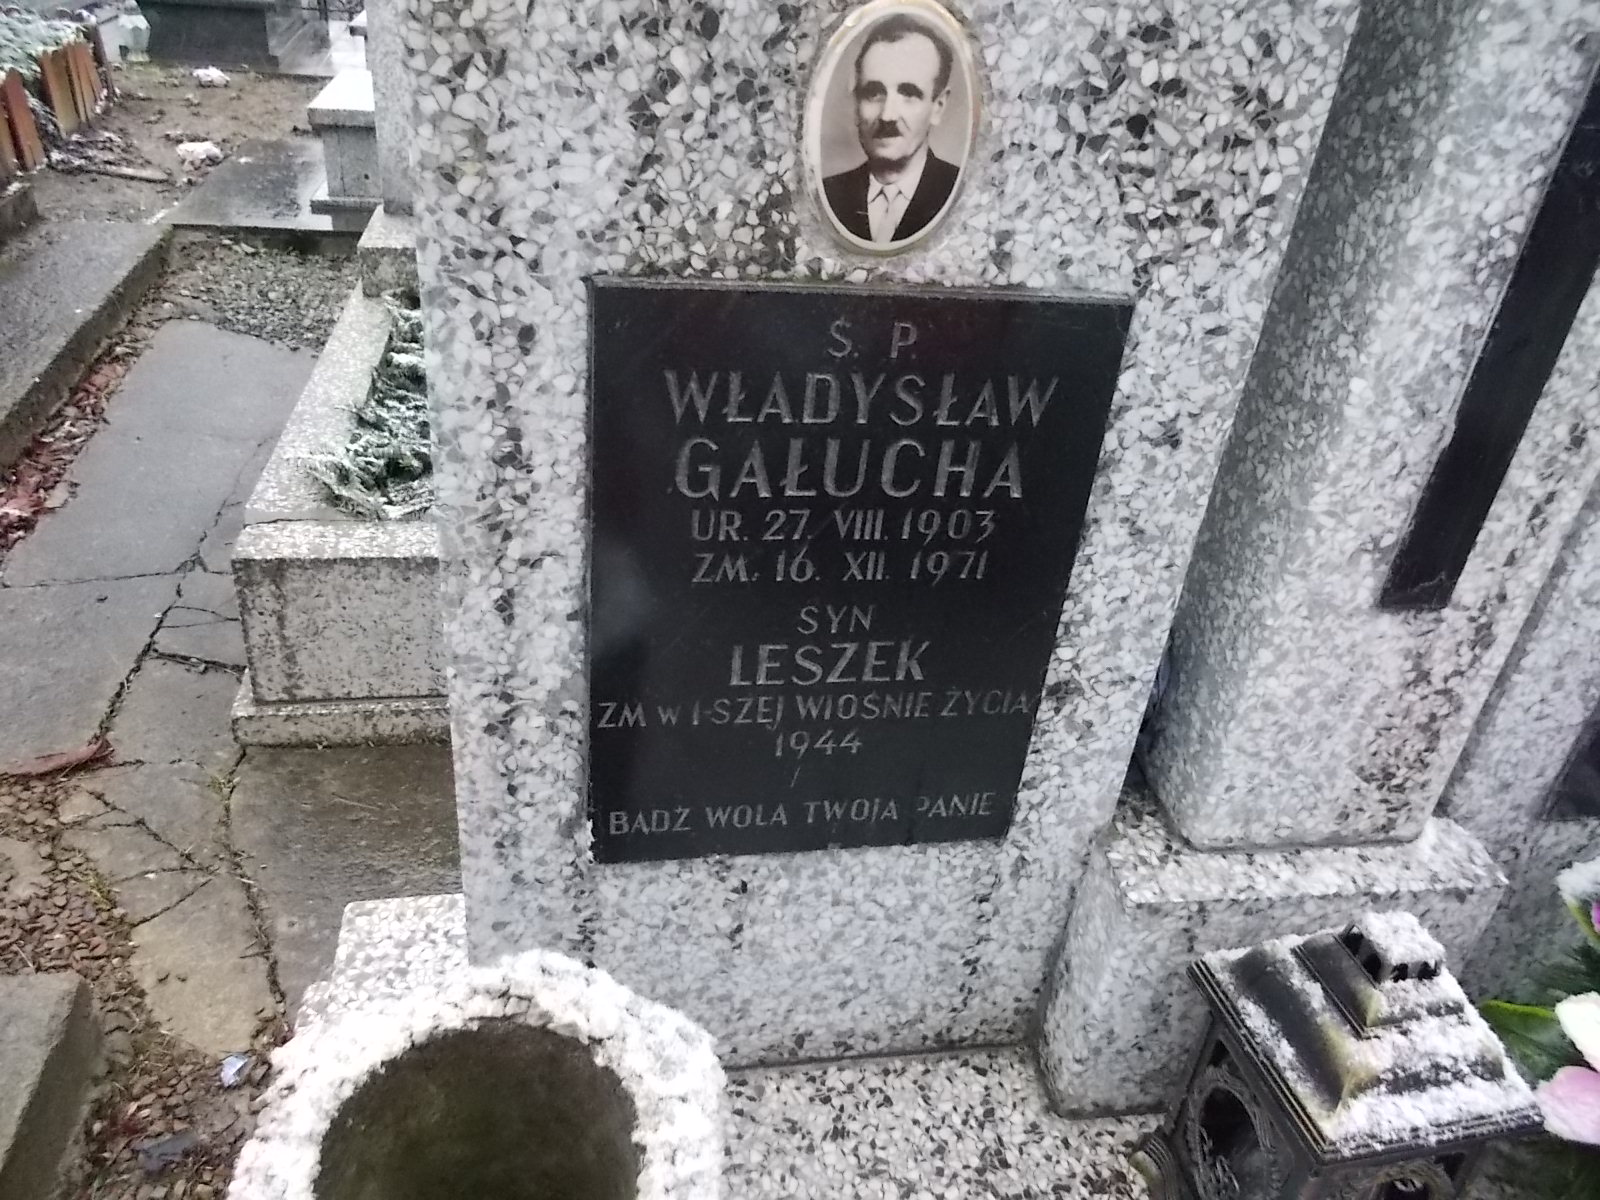 Ś. P.
WŁADYSŁAW
GAŁUCHA
UR. 27. VIII. 1903
ZM. 16. XII. 1971
SYN
LESZEK
ZM W I-SZEJ WIOŚNIE ŻYCIA
1944
BĄDŹ WOLA TWOJA PANIE